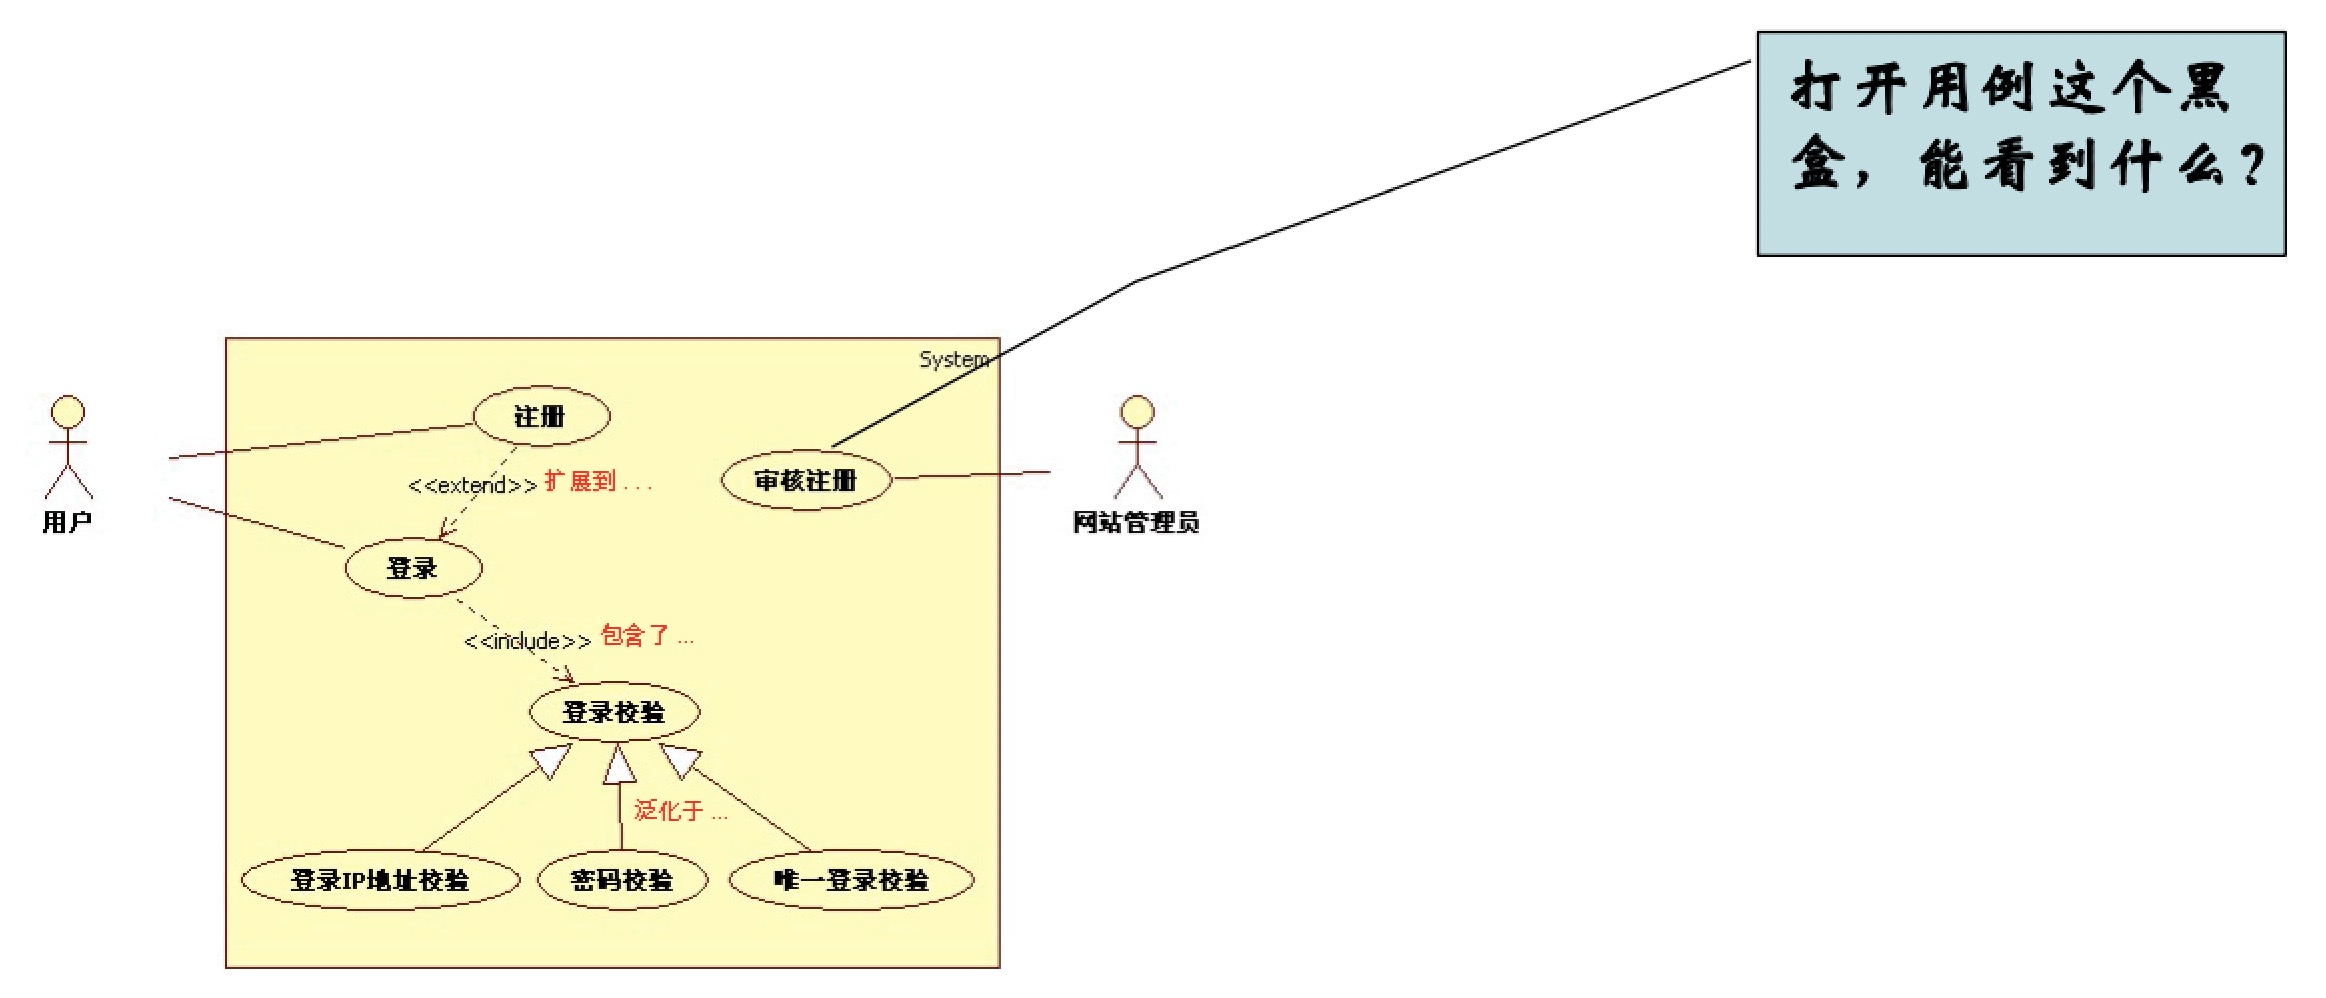 打开用例这个黑
盒，能看到什么？
System
注册
<<extend>> 扩展到 . . .
审核注册
用户
网站管理员
登录
<<include>> 包含了 ...
登录校验
泛化于 ...
登录IP地址校验
密码校验
唯一登录校验